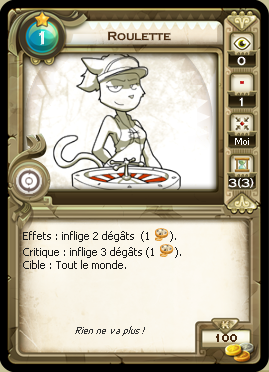 Roulette
1
0
1
Moi
3(3)
Effets : inflige 2 dégâts (1 ).
Critique : inflige 3 dégâts (1 ).
Cible : Tout le monde.
Rien ne va plus !
K
100